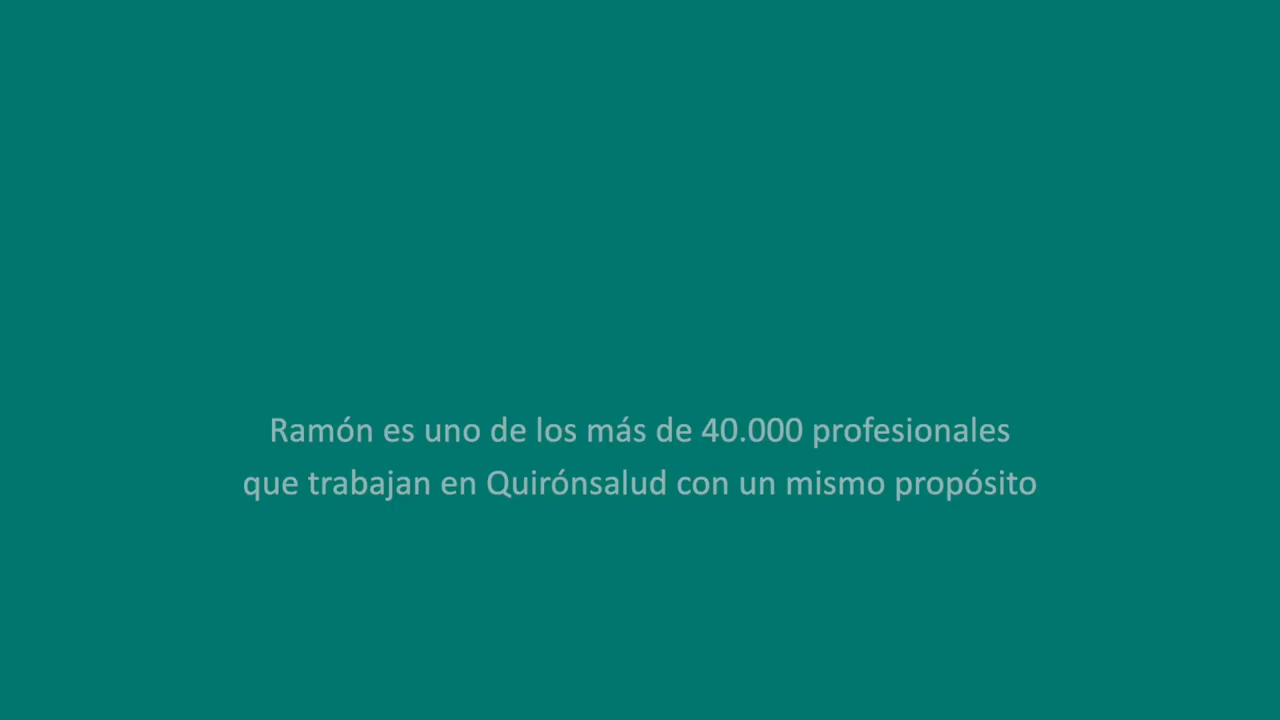 Ramón es uno de los más de 40.000 profesionales
que trabajan en Quirónsalud con un mismo propósito